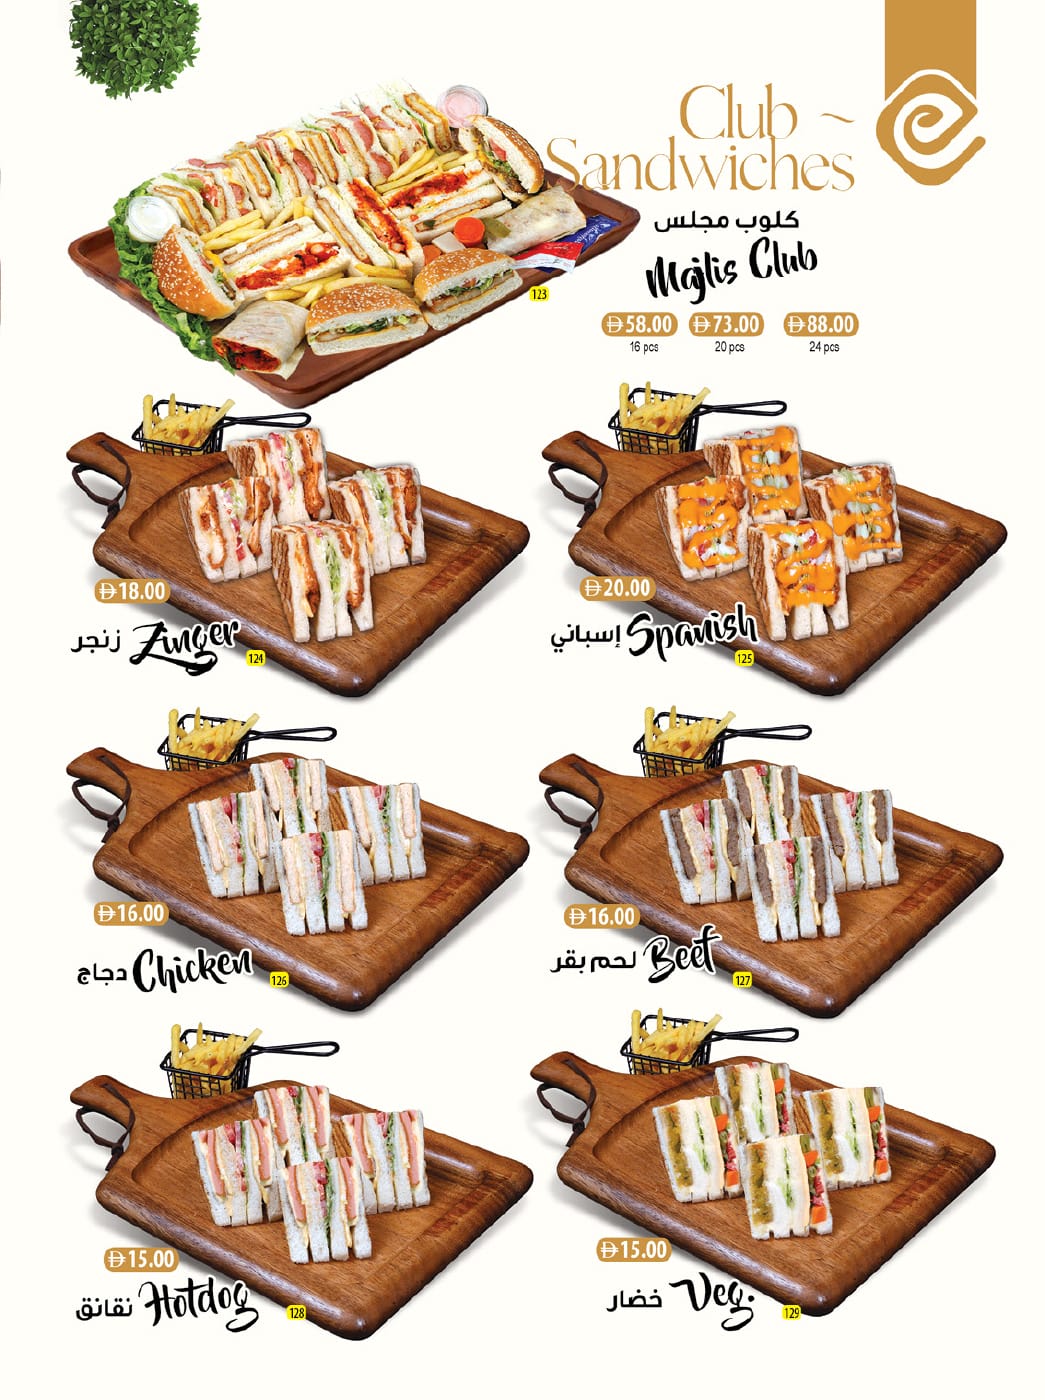 Club ~
Sandwiches
كلوب مجلس
Majlis Club
123
58.00 73.00 88.00
16 pcs 20 pcs 24 pcs
18.00
زنجر Zinger
124
20.00
إسباني Spanish
125
16.00
دجاج Chicken
126
16.00
لحم بقر Beef
127
15.00
نقانق Hotdog
128
15.00
خضار Veg.
129